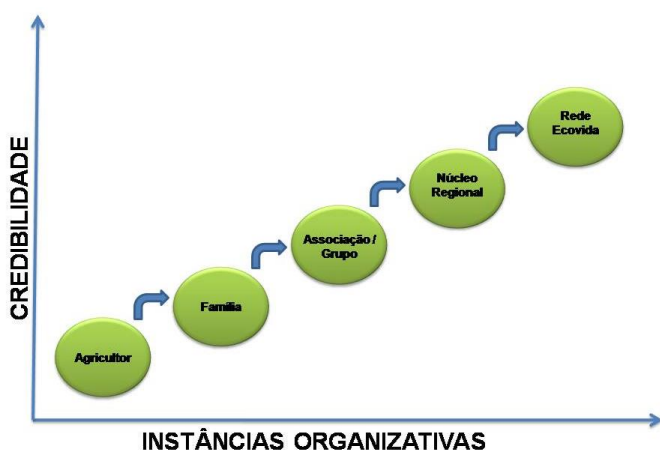 CREDIBILIDADE
Rede
Ecovida
Núcleo
Regional
Associação /
Grupo
Família
Agricultor
INSTÂNCIAS ORGANIZATIVAS